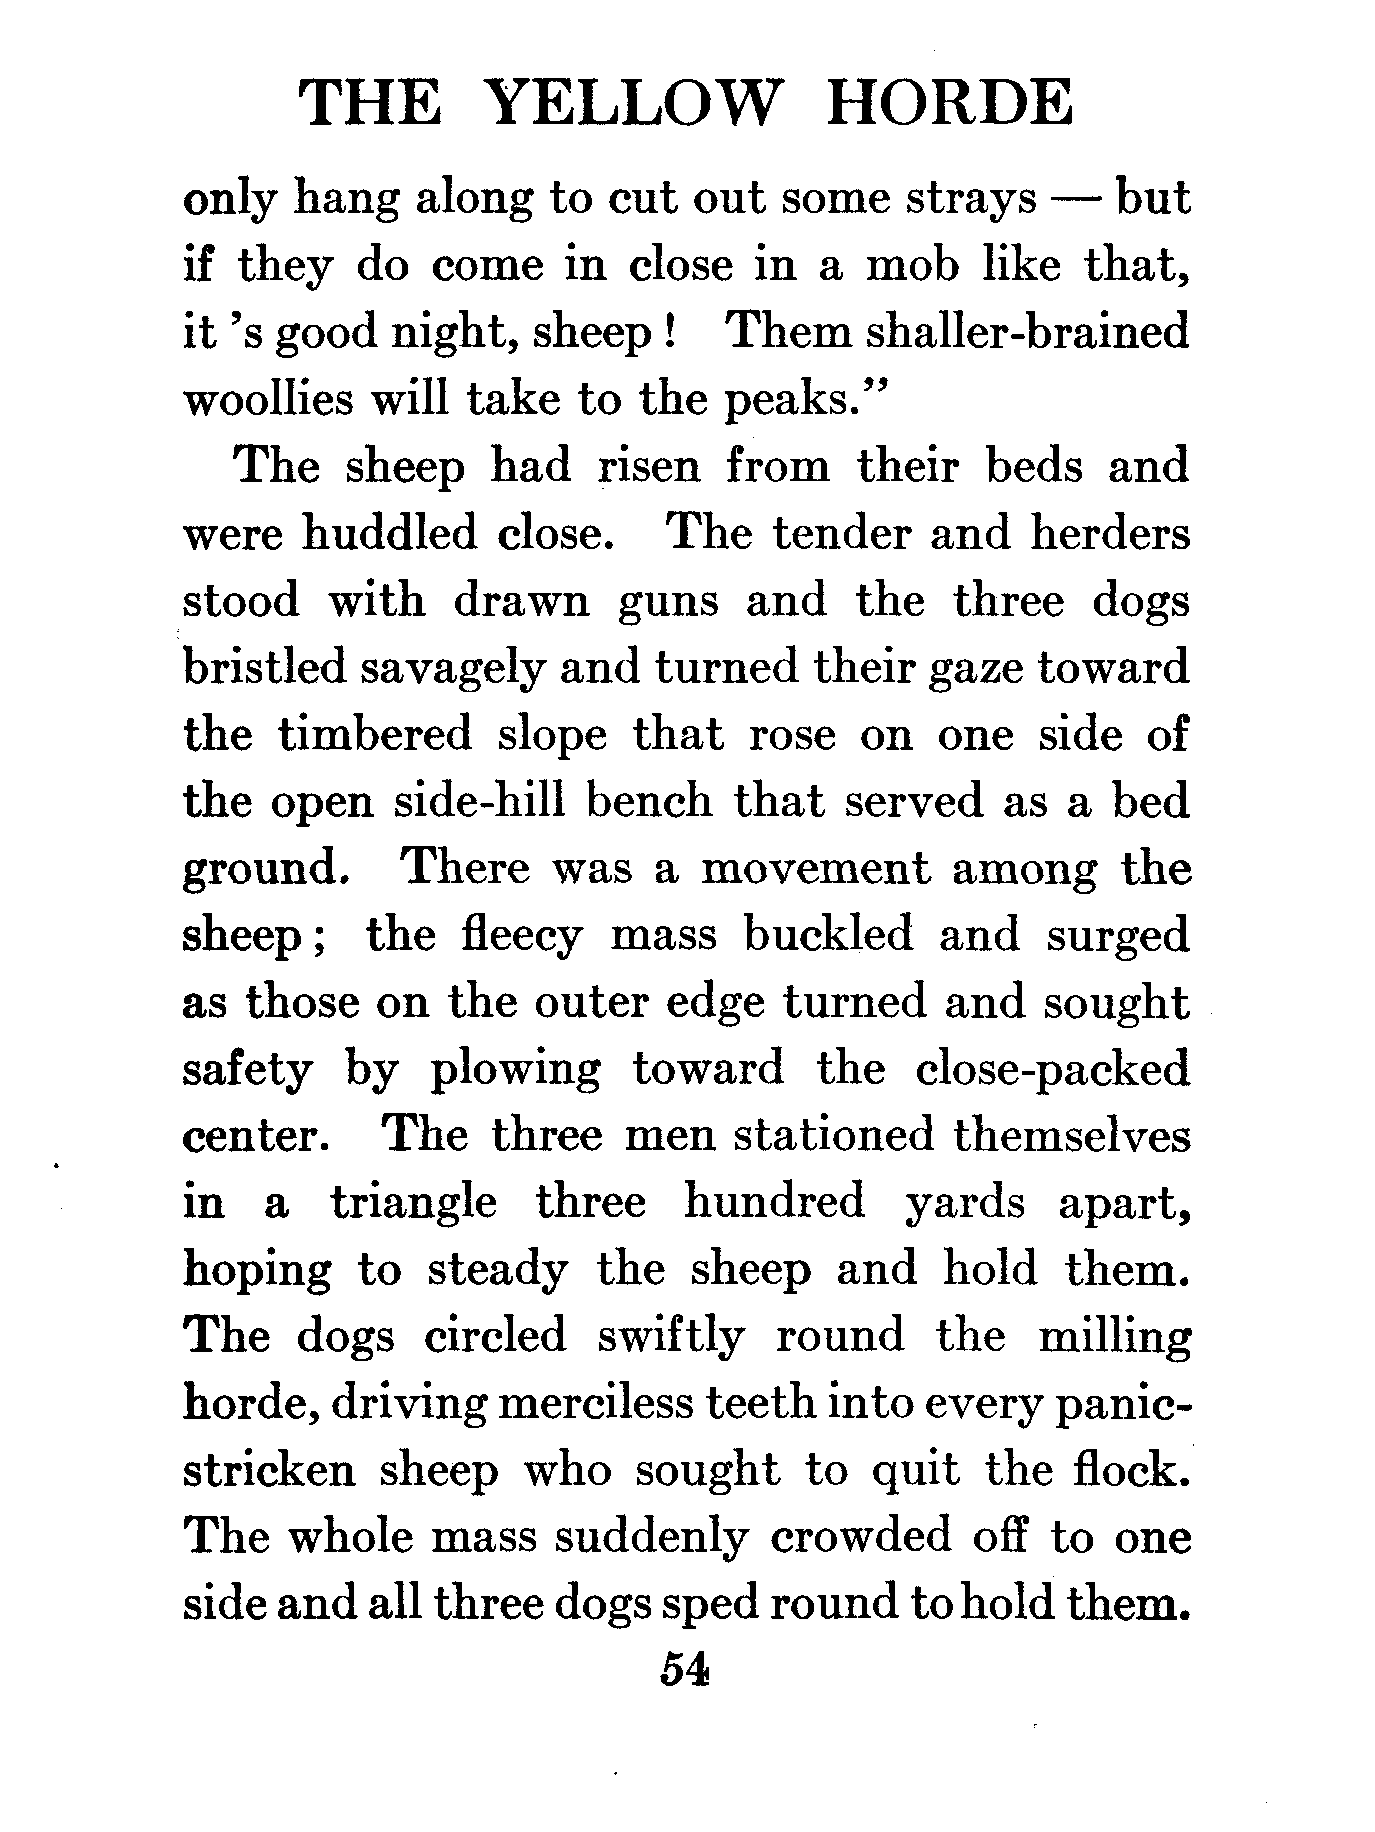 THE YELLOW HORDE
only hang along to cut out some strays — but
if they do come in close in a mob like that,
it 's good night, sheep ! Them shaller-brained
woollies will take to the peaks.”
The sheep had risen from their beds and
were huddled close. The tender and herders
stood with drawn guns and the three dogs
bristled savagely and turned their gaze toward
the timbered slope that rose on one side of
the open side-hill bench that served as a bed
ground. There was a movement among the
sheep ; the fleecy mass buckled and surged
as those on the outer edge turned and sought
safety by plowing toward the close-packed
center. The three men stationed themselves
in a triangle three hundred yards apart,
hoping to steady the sheep and hold them.
The dogs circled swiftly round the milling
horde, driving merciless teeth into every panic-
stricken sheep who sought to quit the flock.
The whole mass suddenly crowded off to one
side and all three dogs sped round to hold them.
54